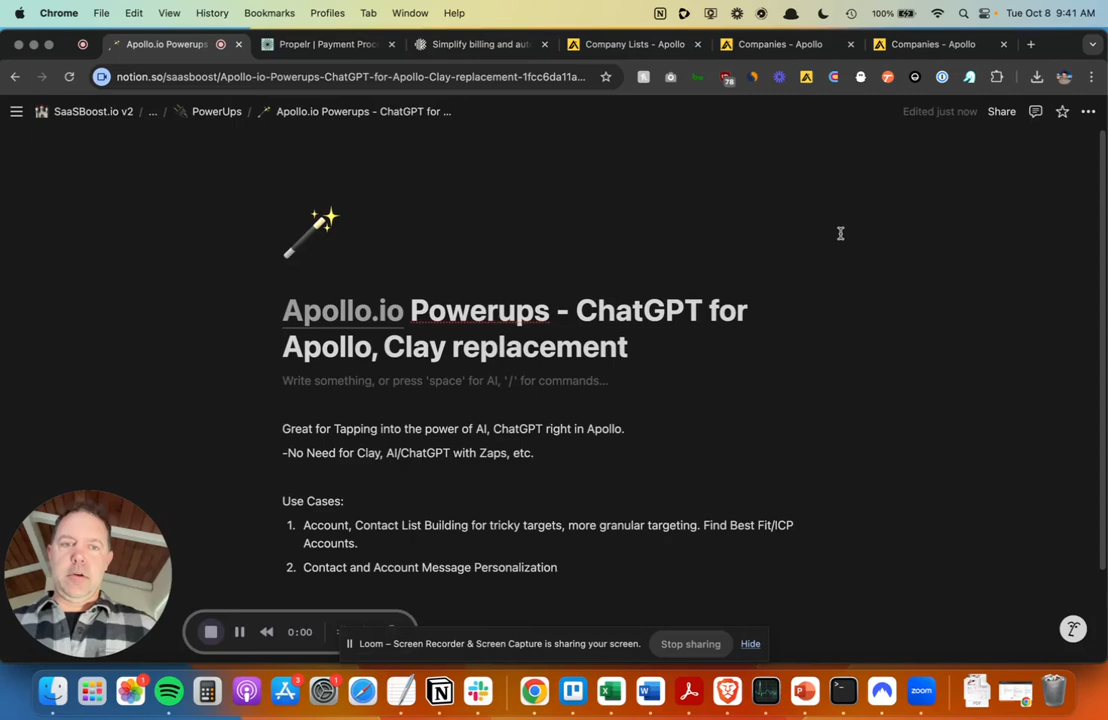 Chrome File Edit View History Bookmarks Profiles Tab Window Help 100% Tue Oct 8 9:41 AM
Apollo.io Powerups Propelr | Payment Proc Simplify billing and aut Company Lists - Apollo Companies - Apollo Companies - Apollo
notion.so/saasboost/Apollo-io-Powerups-ChatGPT-for-Apollo-Clay-replacement-1fcc6da11a... 78
SaaSBoost.io v2 / ... / PowerUps / Apollo.io Powerups - ChatGPT for ... Edited just now Share
Apollo.io Powerups - ChatGPT for
Apollo, Clay replacement
Write something, or press 'space' for AI, '/' for commands...
Great for Tapping into the power of AI, ChatGPT right in Apollo.
-No Need for Clay, AI/ChatGPT with Zaps, etc.
Use Cases:
1. Account, Contact List Building for tricky targets, more granular targeting. Find Best Fit/ICP
Accounts.
2. Contact and Account Message Personalization
0:00
Loom – Screen Recorder & Screen Capture is sharing your screen. Stop sharing Hide
1 3 1
zoom